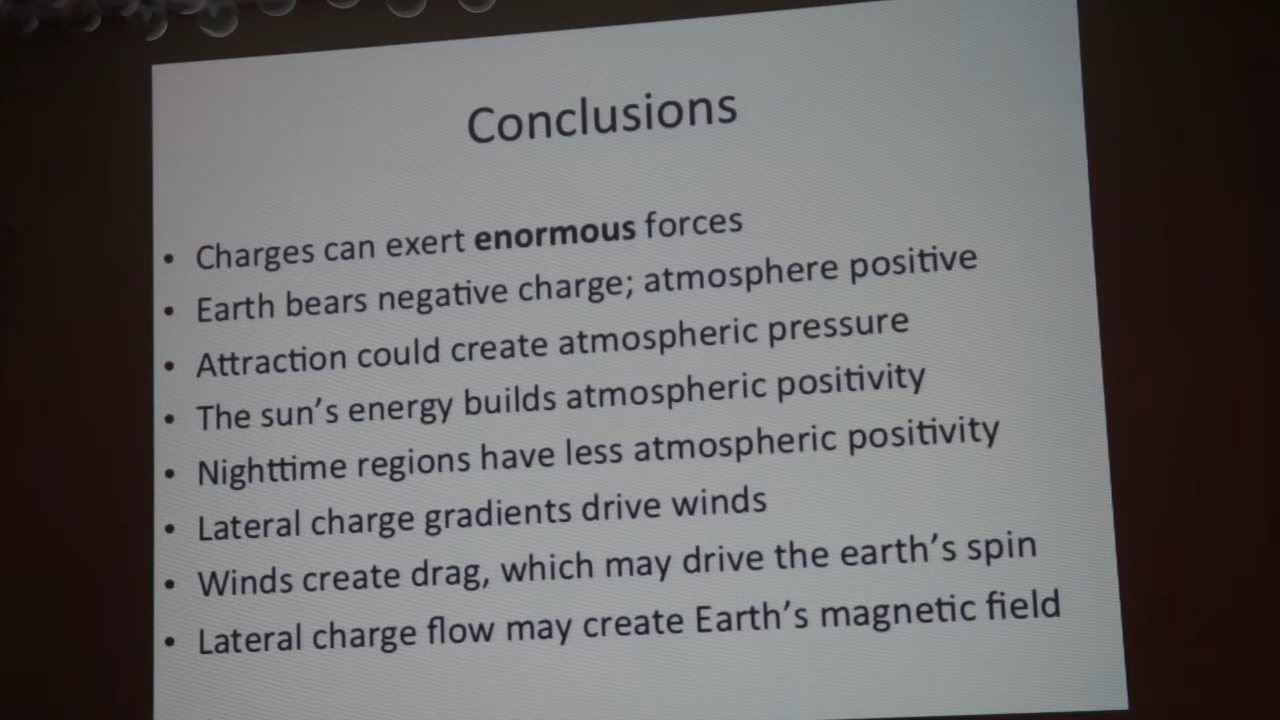 Conclusions
• Charges can exert enormous forces
• Earth bears negative charge; atmosphere positive
• Attraction could create atmospheric pressure
• The sun's energy builds atmospheric positivity
• Nighttime regions have less atmospheric positivity
• Lateral charge gradients drive winds
• Winds create drag, which may drive the earth's spin
• Lateral charge flow may create Earth's magnetic field